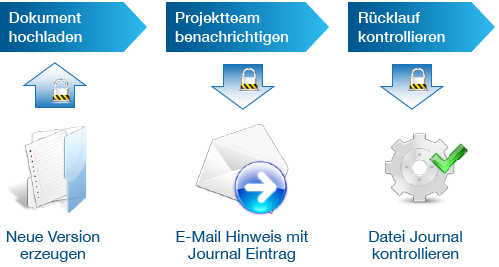 Dokument
hochladen
Projektteam
benachrichtigen
Rücklauf
kontrollieren
Neue Version
erzeugen
E-Mail Hinweis mit
Journal Eintrag
Datei Journal
kontrollieren